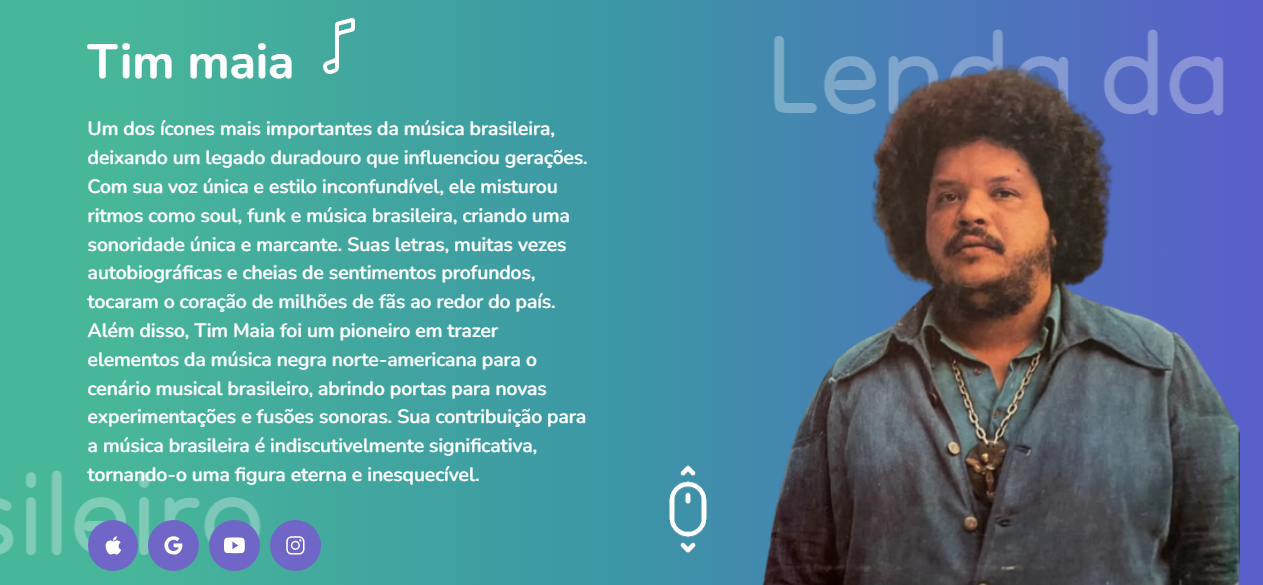 Tim maia
Lenda da
Um dos ícones mais importantes da música brasileira,
deixando um legado duradouro que influenciou gerações.
Com sua voz única e estilo inconfundível, ele misturou
ritmos como soul, funk e música brasileira, criando uma
sonoridade única e marcante. Suas letras, muitas vezes
autobiográficas e cheias de sentimentos profundos,
tocaram o coração de milhões de fãs ao redor do país.
Além disso, Tim Maia foi um pioneiro em trazer
elementos da música negra norte-americana para o
cenário musical brasileiro, abrindo portas para novas
experimentações e fusões sonoras. Sua contribuição para
a música brasileira é indiscutivelmente significativa,
tornando-o uma figura eterna e inesquecível.
sileiro
G